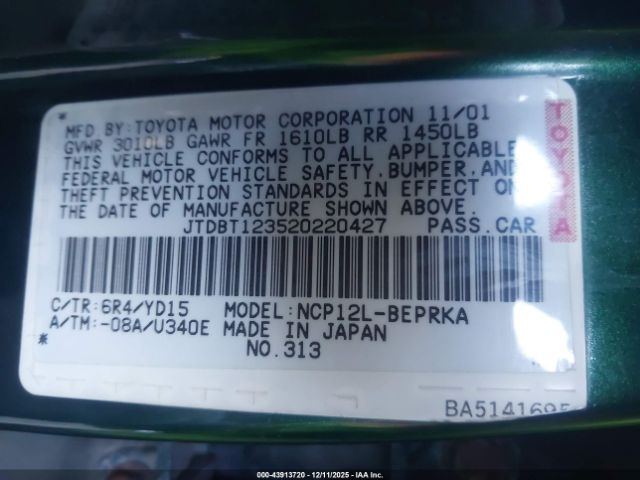 * MFD BY:TOYOTA MOTOR CORPORATION 11/01
GVWR 3010LB GAWR FR 1610LB RR 1450LB
THIS VEHICLE CONFORMS TO ALL APPLICABLE
FEDERAL MOTOR VEHICLE SAFETY,BUMPER,AND
THEFT PREVENTION STANDARDS IN EFFECT ON
THE DATE OF MANUFACTURE SHOWN ABOVE.
JTDBT123520220427 PASS.CAR
TOYOTA
C/TR:6R4/YD15 MODEL:NCP12L-BEPRKA
A/TM:-08A/U340E MADE IN JAPAN
* NO.313
BA5141695
000-43913720 - 12/11/2025 - IAA Inc.